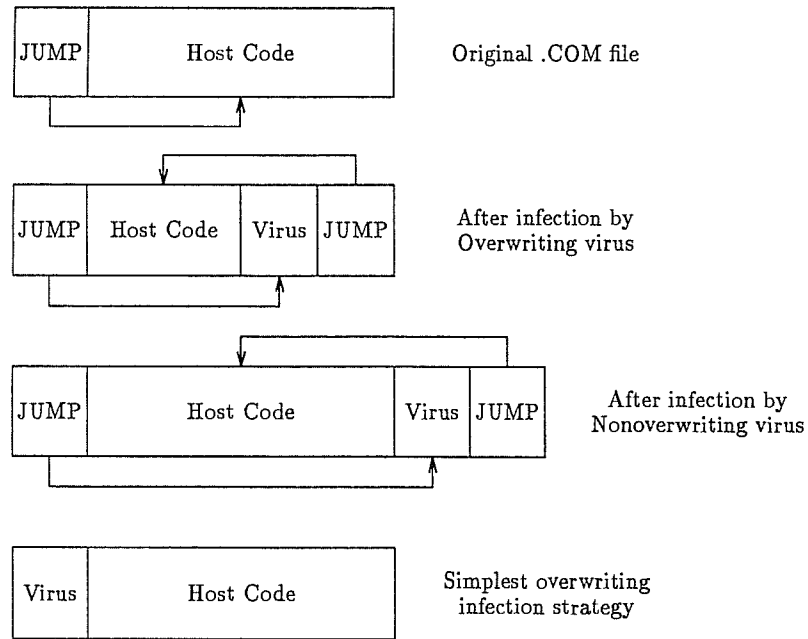 JUMP Host Code Original .COM file
JUMP Host Code Virus JUMP After infection by
Overwriting virus
JUMP Host Code Virus JUMP After infection by
Nonoverwriting virus
Virus Host Code Simplest overwriting
infection strategy